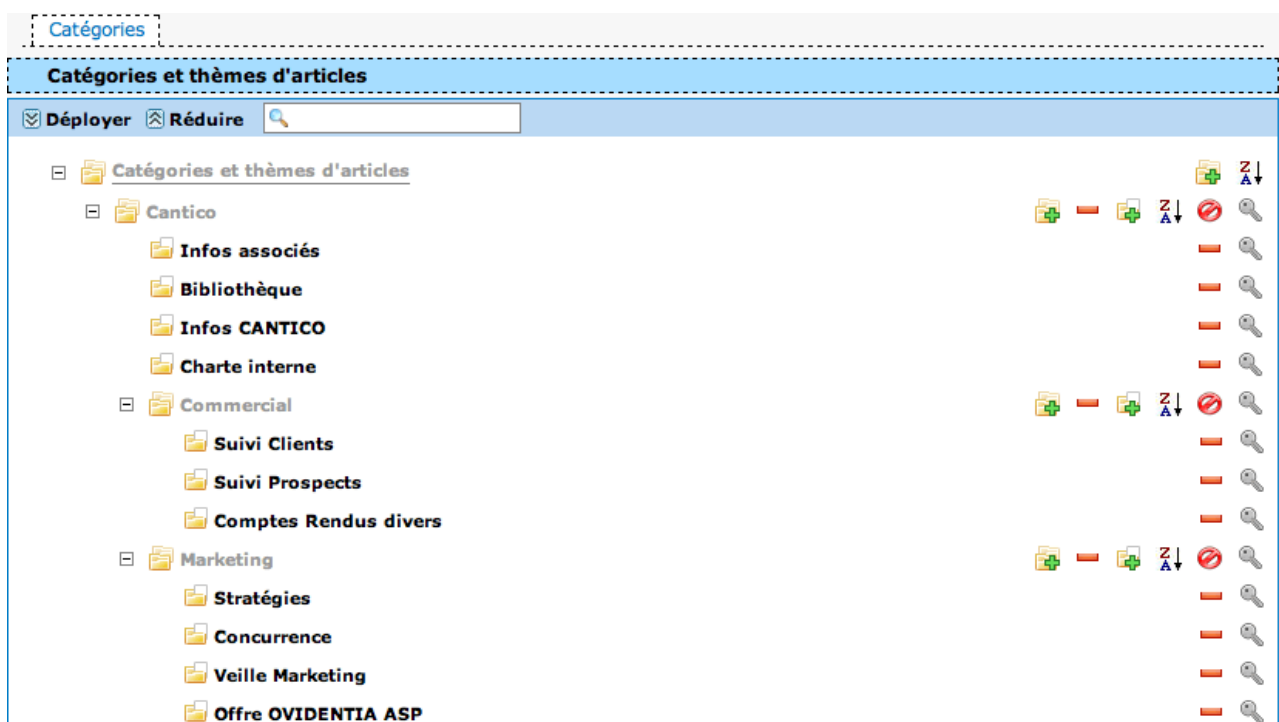 Catégories
Catégories et thèmes d'articles
Déployer Réduire
Catégories et thèmes d'articles
Cantico
Infos associés
Bibliothèque
Infos CANTICO
Charte interne
Commercial
Suivi Clients
Suivi Prospects
Comptes Rendus divers
Marketing
Stratégies
Concurrence
Veille Marketing
Offre OVIDENTIA ASP